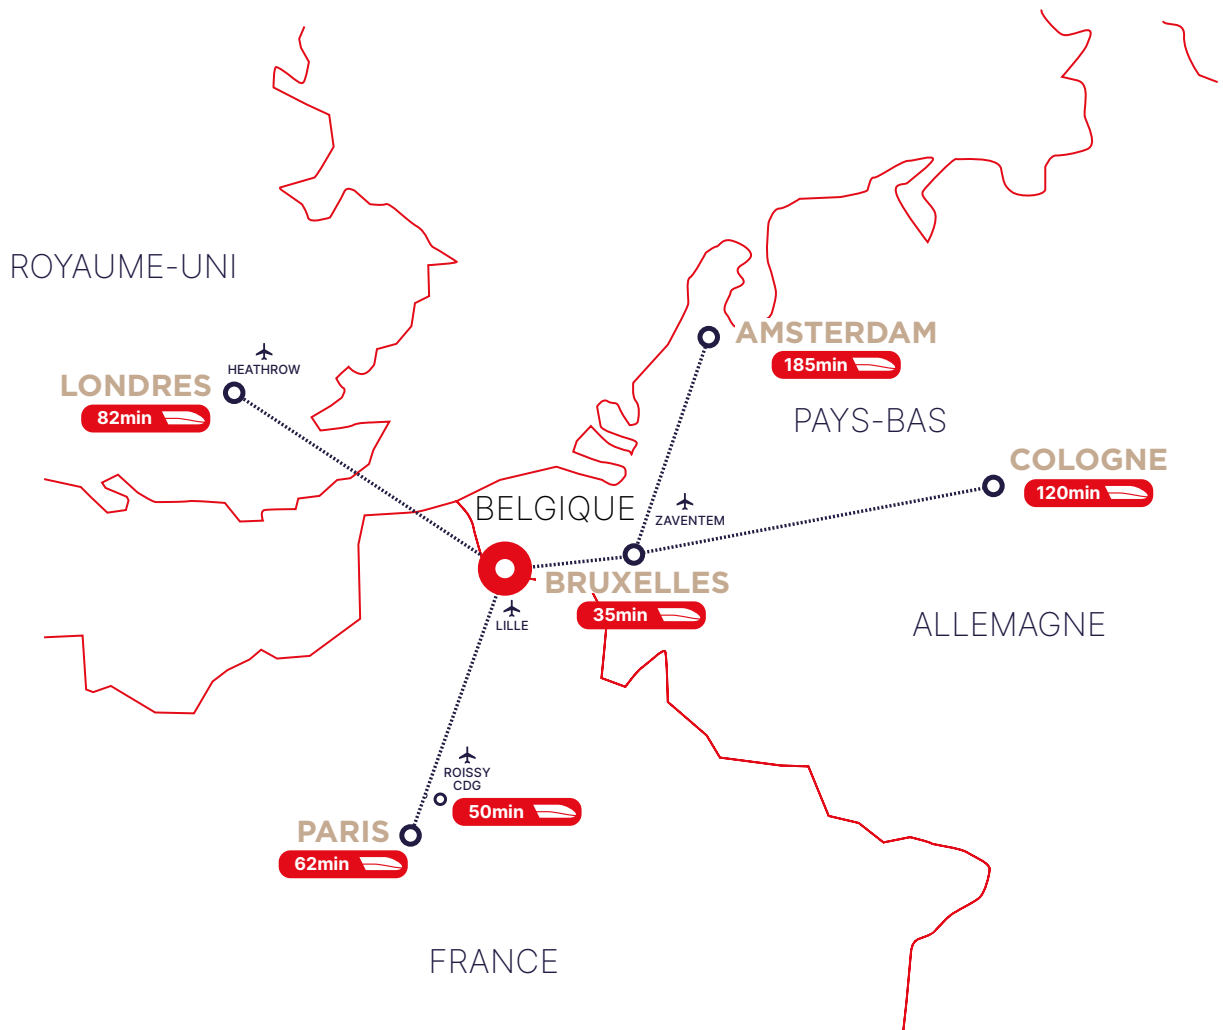 ROYAUME-UNI
HEATHROW
LONDRES
82min
AMSTERDAM
185min
PAYS-BAS
COLOGNE
120min
BELGIQUE
ZAVENTEM
BRUXELLES
35min
LILLE
ALLEMAGNE
ROISSY
CDG
50min
PARIS
62min
FRANCE